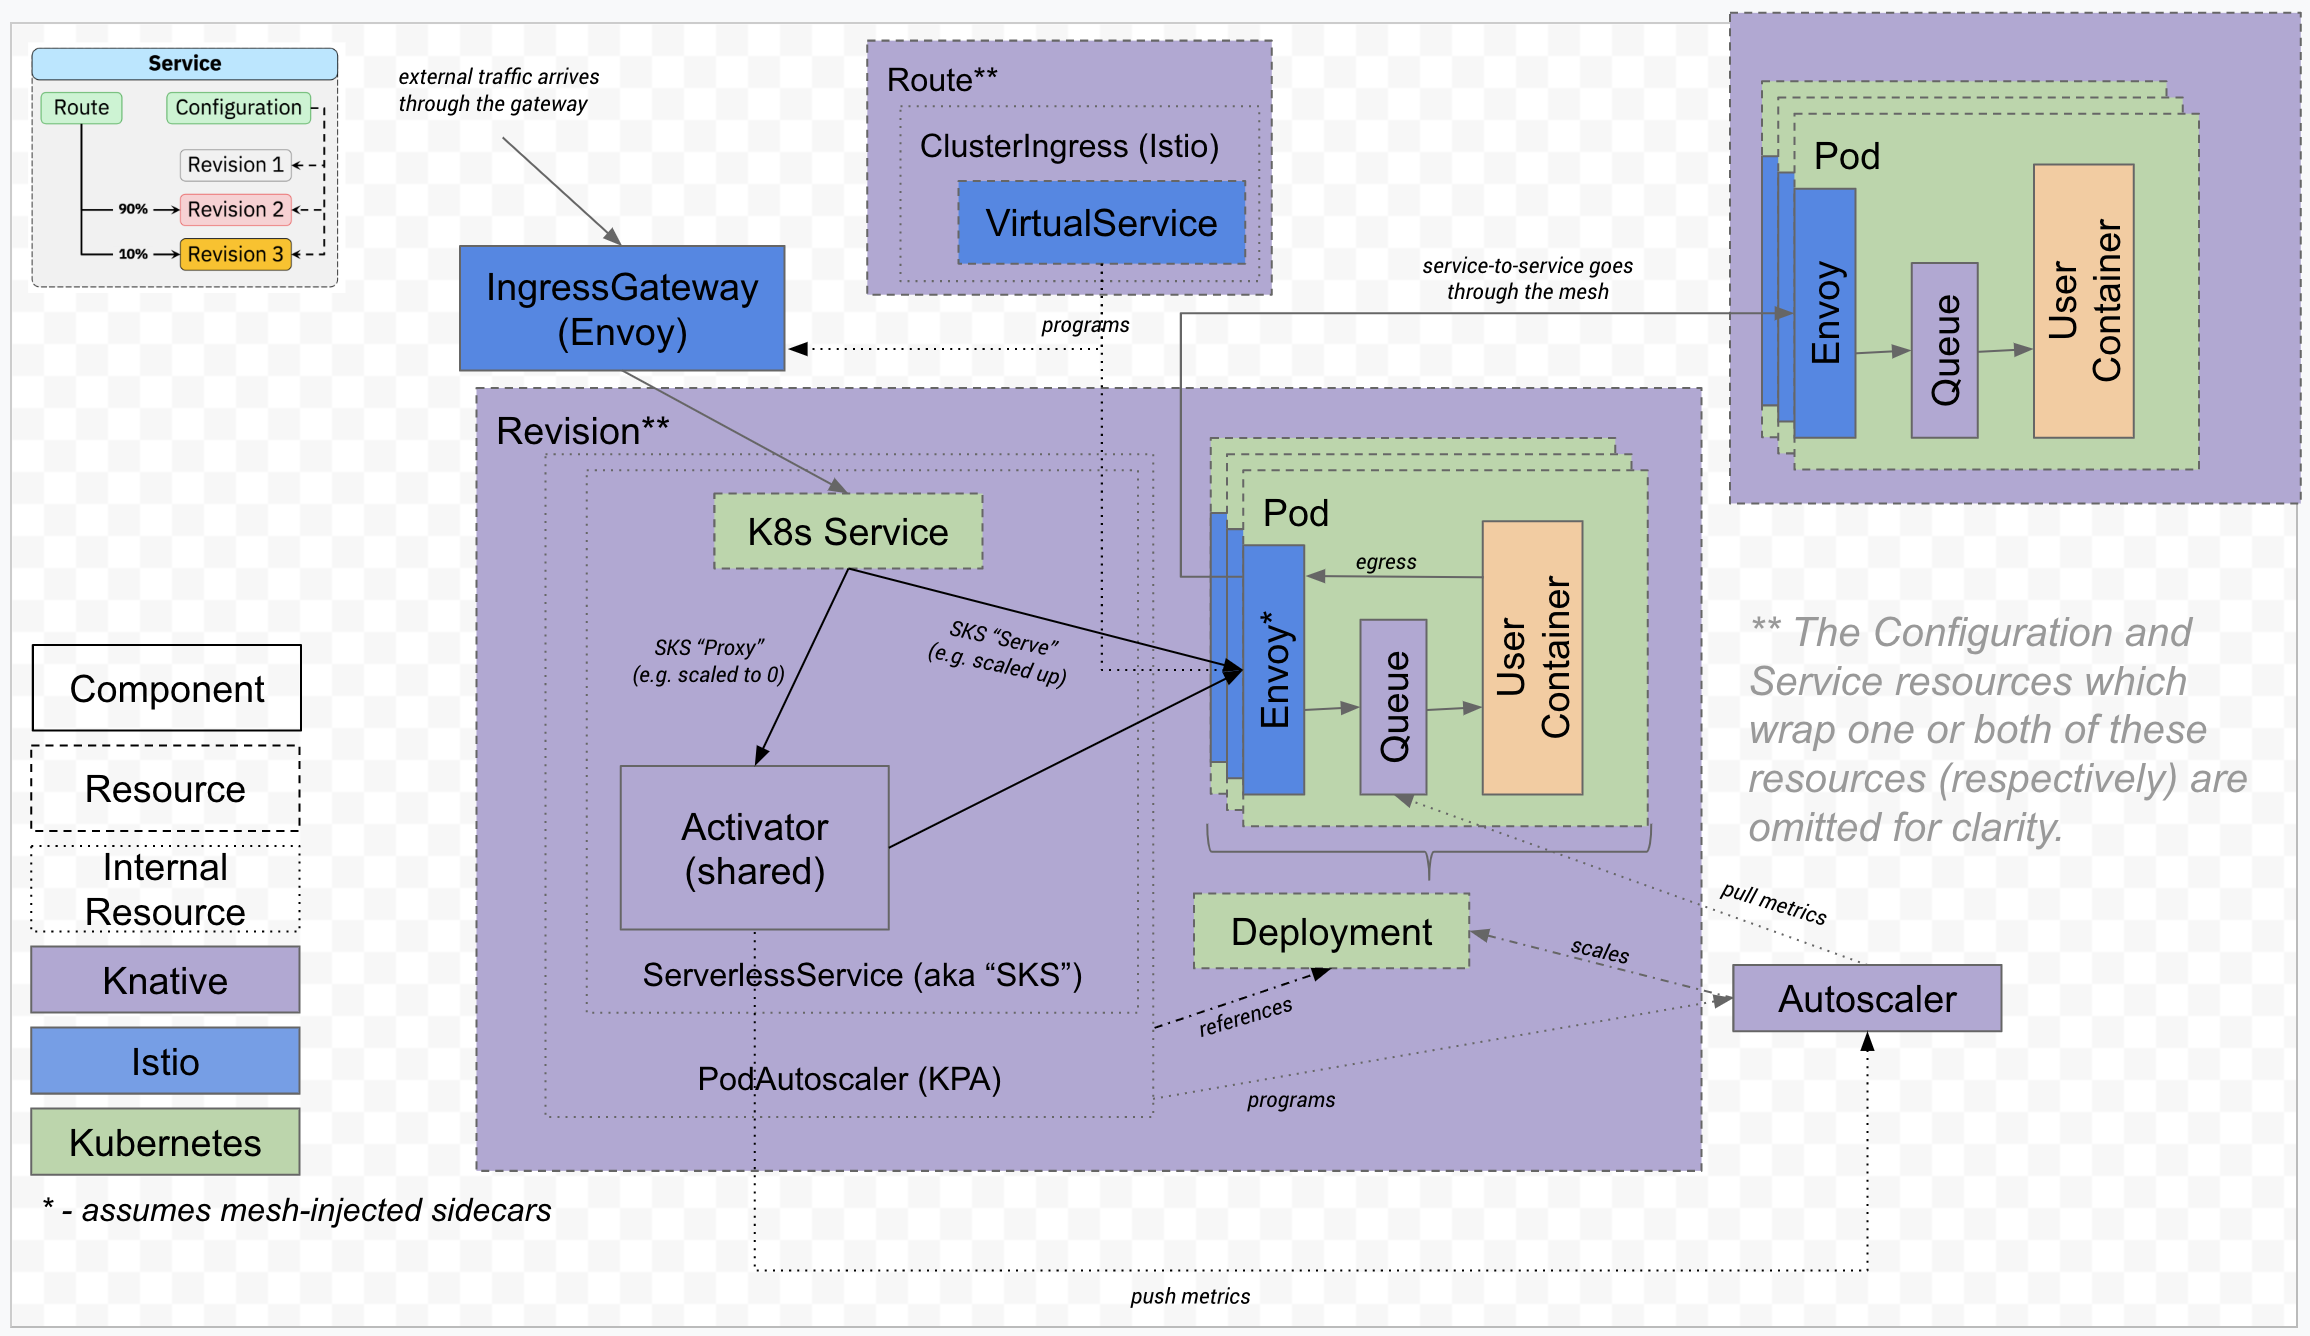 Service
Route
Configuration
Revision 1
90%
Revision 2
10%
Revision 3
external traffic arrives
through the gateway
IngressGateway
(Envoy)
Route**
ClusterIngress (Istio)
VirtualService
programs
service-to-service goes
through the mesh
Pod
Envoy
Queue
User
Container
Revision**
K8s Service
SKS “Proxy”
(e.g. scaled to 0)
SKS “Serve”
(e.g. scaled up)
Activator
(shared)
ServerlessService (aka “SKS”)
PodAutoscaler (KPA)
Pod
egress
Envoy*
Queue
User
Container
Deployment
references
programs
scales
pull metrics
Autoscaler
push metrics
** The Configuration and
Service resources which
wrap one or both of these
resources (respectively) are
omitted for clarity.
Component
Resource
Internal
Resource
Knative
Istio
Kubernetes
* - assumes mesh-injected sidecars